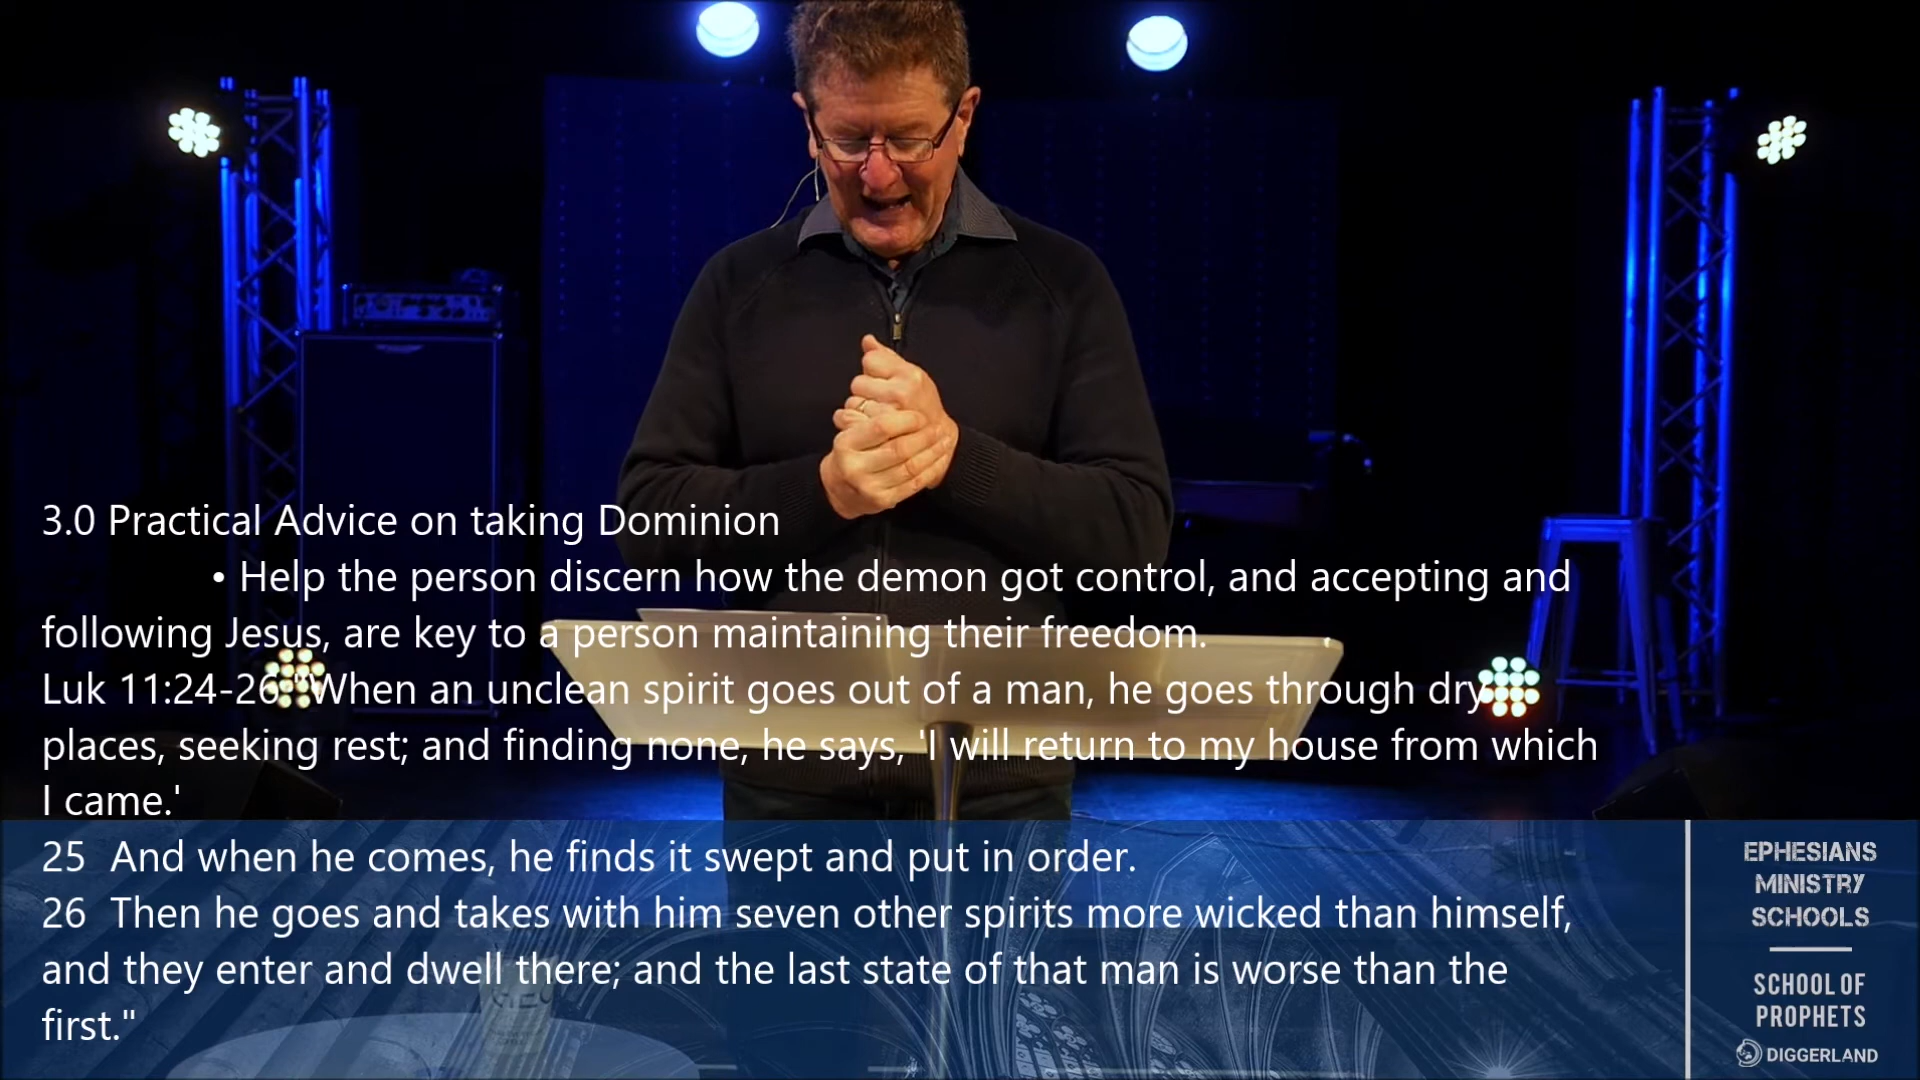 3.0 Practical Advice on taking Dominion
• Help the person discern how the demon got control, and accepting and
following Jesus, are key to a person maintaining their freedom.
Luk 11:24-26 "When an unclean spirit goes out of a man, he goes through dry
places, seeking rest; and finding none, he says, 'I will return to my house from which
I came.'
25 And when he comes, he finds it swept and put in order.
26 Then he goes and takes with him seven other spirits more wicked than himself,
and they enter and dwell there; and the last state of that man is worse than the
first."
EPHESIANS
MINISTRY
SCHOOLS
SCHOOL OF
PROPHETS
DIGGERLAND